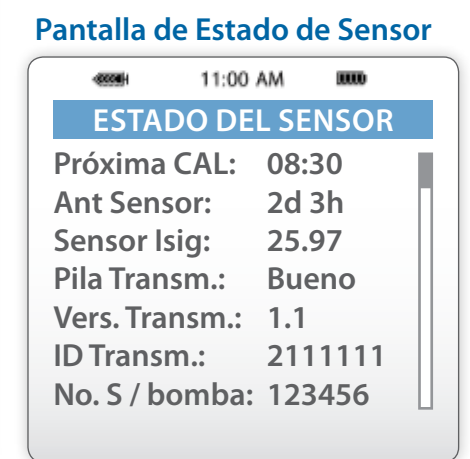 Pantalla de Estado de Sensor
11:00 AM
ESTADO DEL SENSOR
Próxima CAL: 08:30
Ant Sensor: 2d 3h
Sensor Isig: 25.97
Pila Transm.: Bueno
Vers. Transm.: 1.1
ID Transm.: 2111111
No. S / bomba: 123456